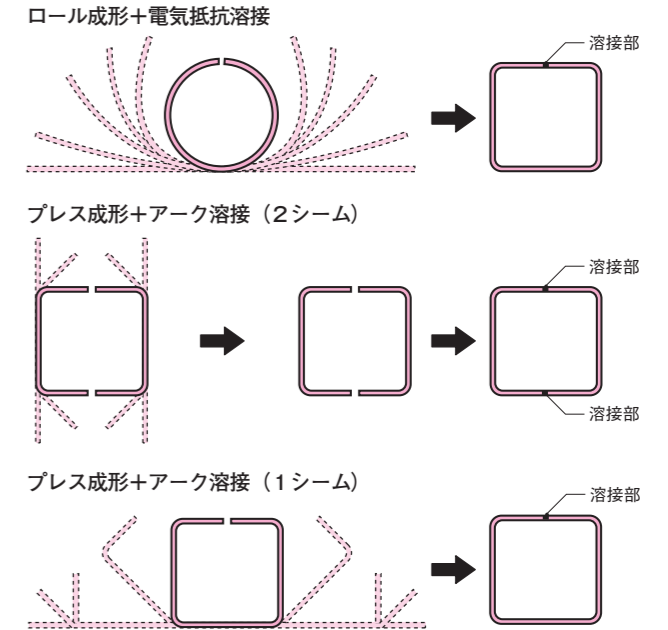 ロール成形＋電気抵抗溶接
溶接部
プレス成形＋アーク溶接（２シーム）
溶接部
溶接部
プレス成形＋アーク溶接（１シーム）
溶接部